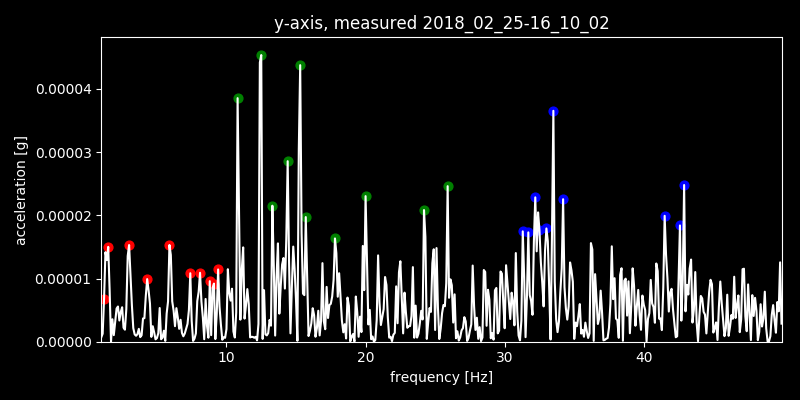 y-axis, measured 2018_02_25-16_10_02
acceleration [g]
0.00004
0.00003
0.00002
0.00001
0.00000
10 20 30 40
frequency [Hz]